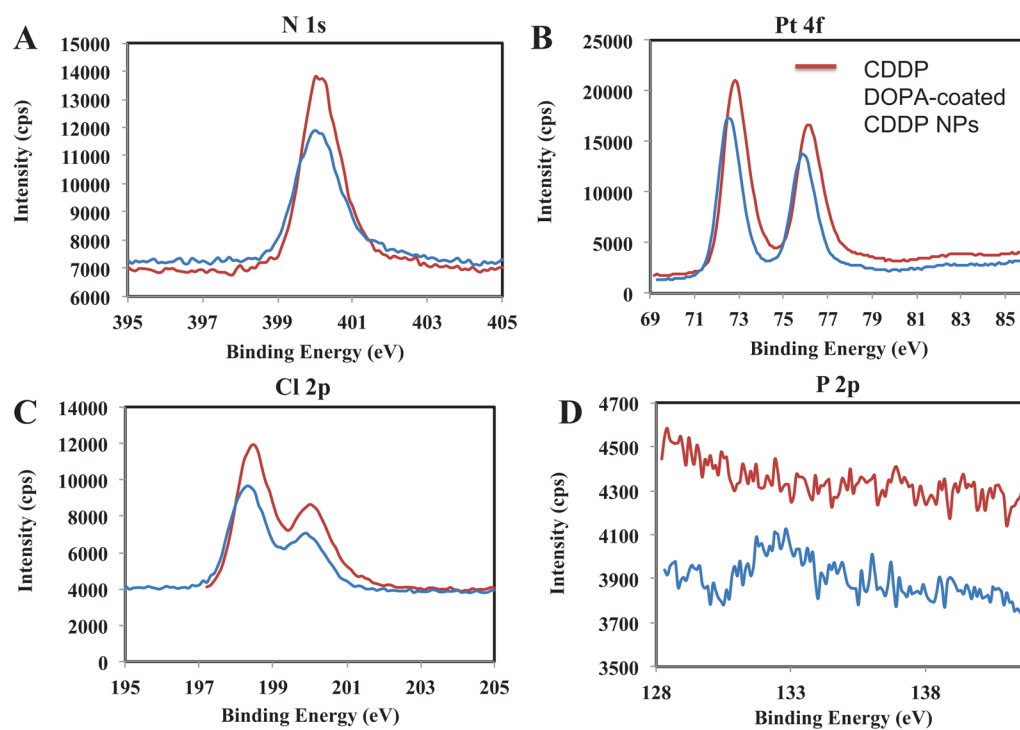 A
N 1s
Intensity (cps)
15000
14000
13000
12000
11000
10000
9000
8000
7000
6000
395
397
399
401
403
405
Binding Energy (eV)
B
Pt 4f
Intensity (cps)
25000
20000
15000
10000
5000
0
CDDP
DOPA-coated
CDDP NPs
69
71
73
75
77
79
81
83
85
Binding Energy (eV)
C
Cl 2p
Intensity (cps)
14000
12000
10000
8000
6000
4000
2000
0
195
197
199
201
203
205
Binding Energy (eV)
D
P 2p
Intensity (cps)
4700
4500
4300
4100
3900
3700
3500
128
133
138
Binding Energy (eV)